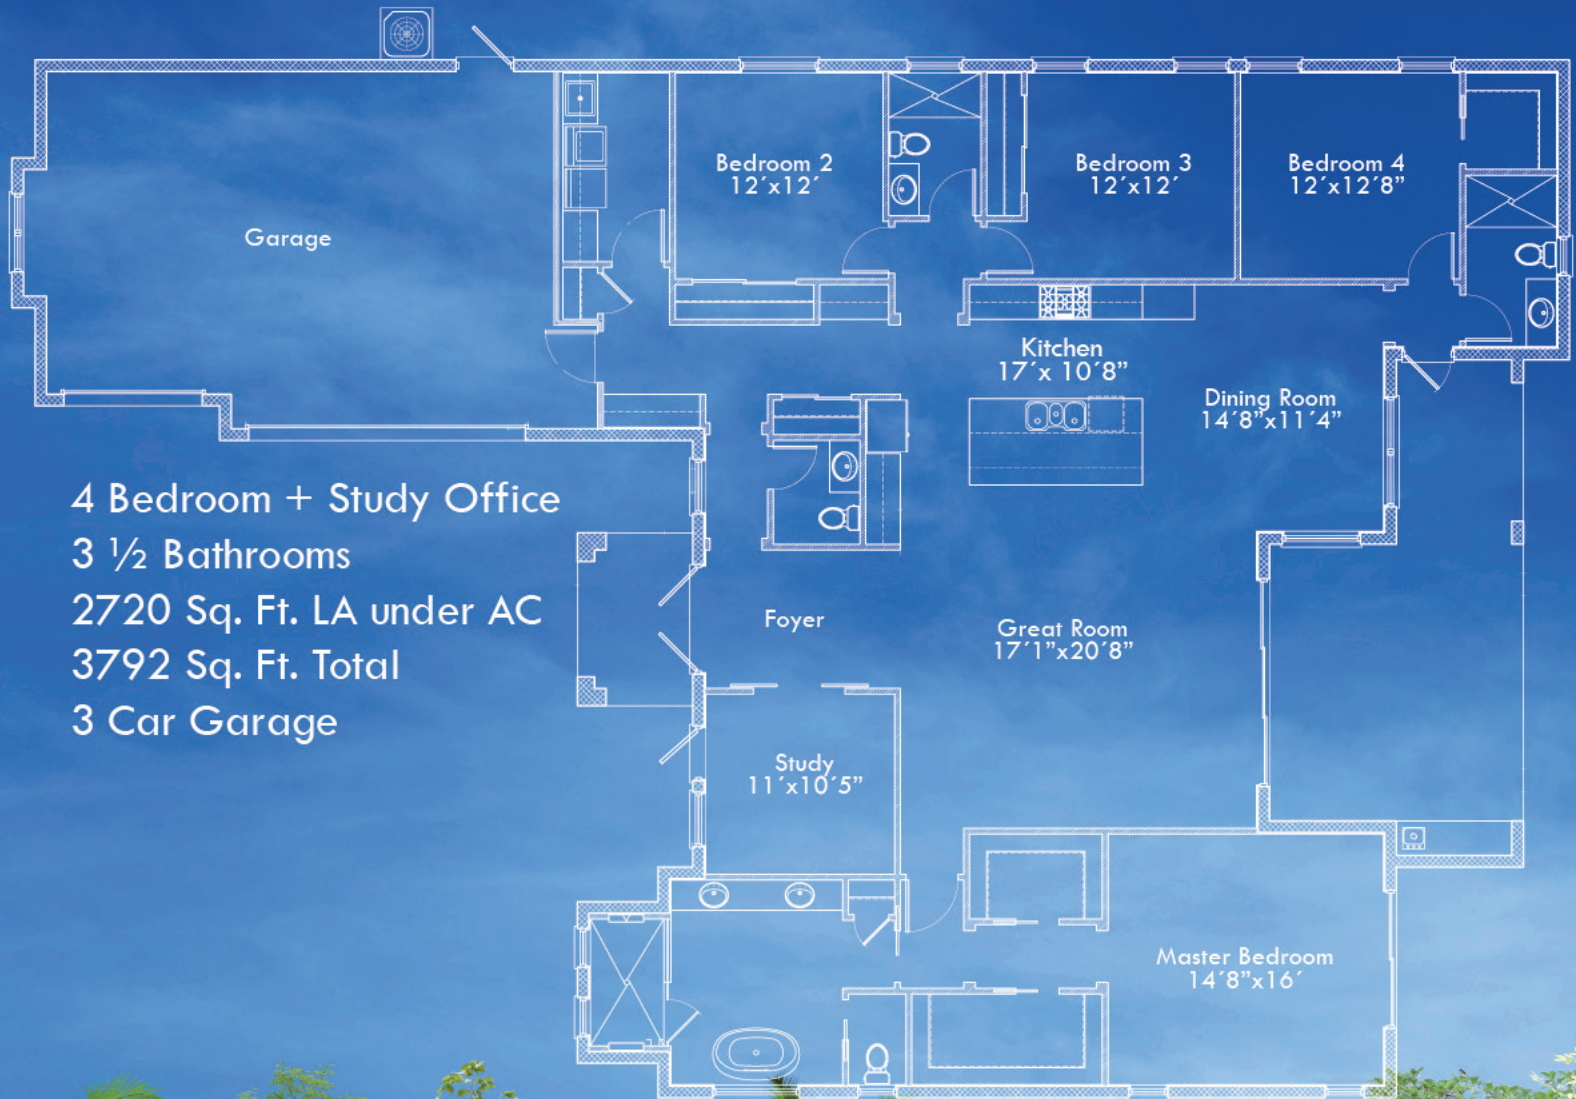 Bedroom 2
12´x12´
Bedroom 3
12´x12´
Bedroom 4
12´x12´8”
Garage
Kitchen
17´x 10´8”
Dining Room
14´8”x11´4”
4 Bedroom + Study Office
3 ½ Bathrooms
2720 Sq. Ft. LA under AC
3792 Sq. Ft. Total
3 Car Garage
Foyer
Great Room
17´1”x20´8”
Study
11´x10´5”
Master Bedroom
14´8”x16´